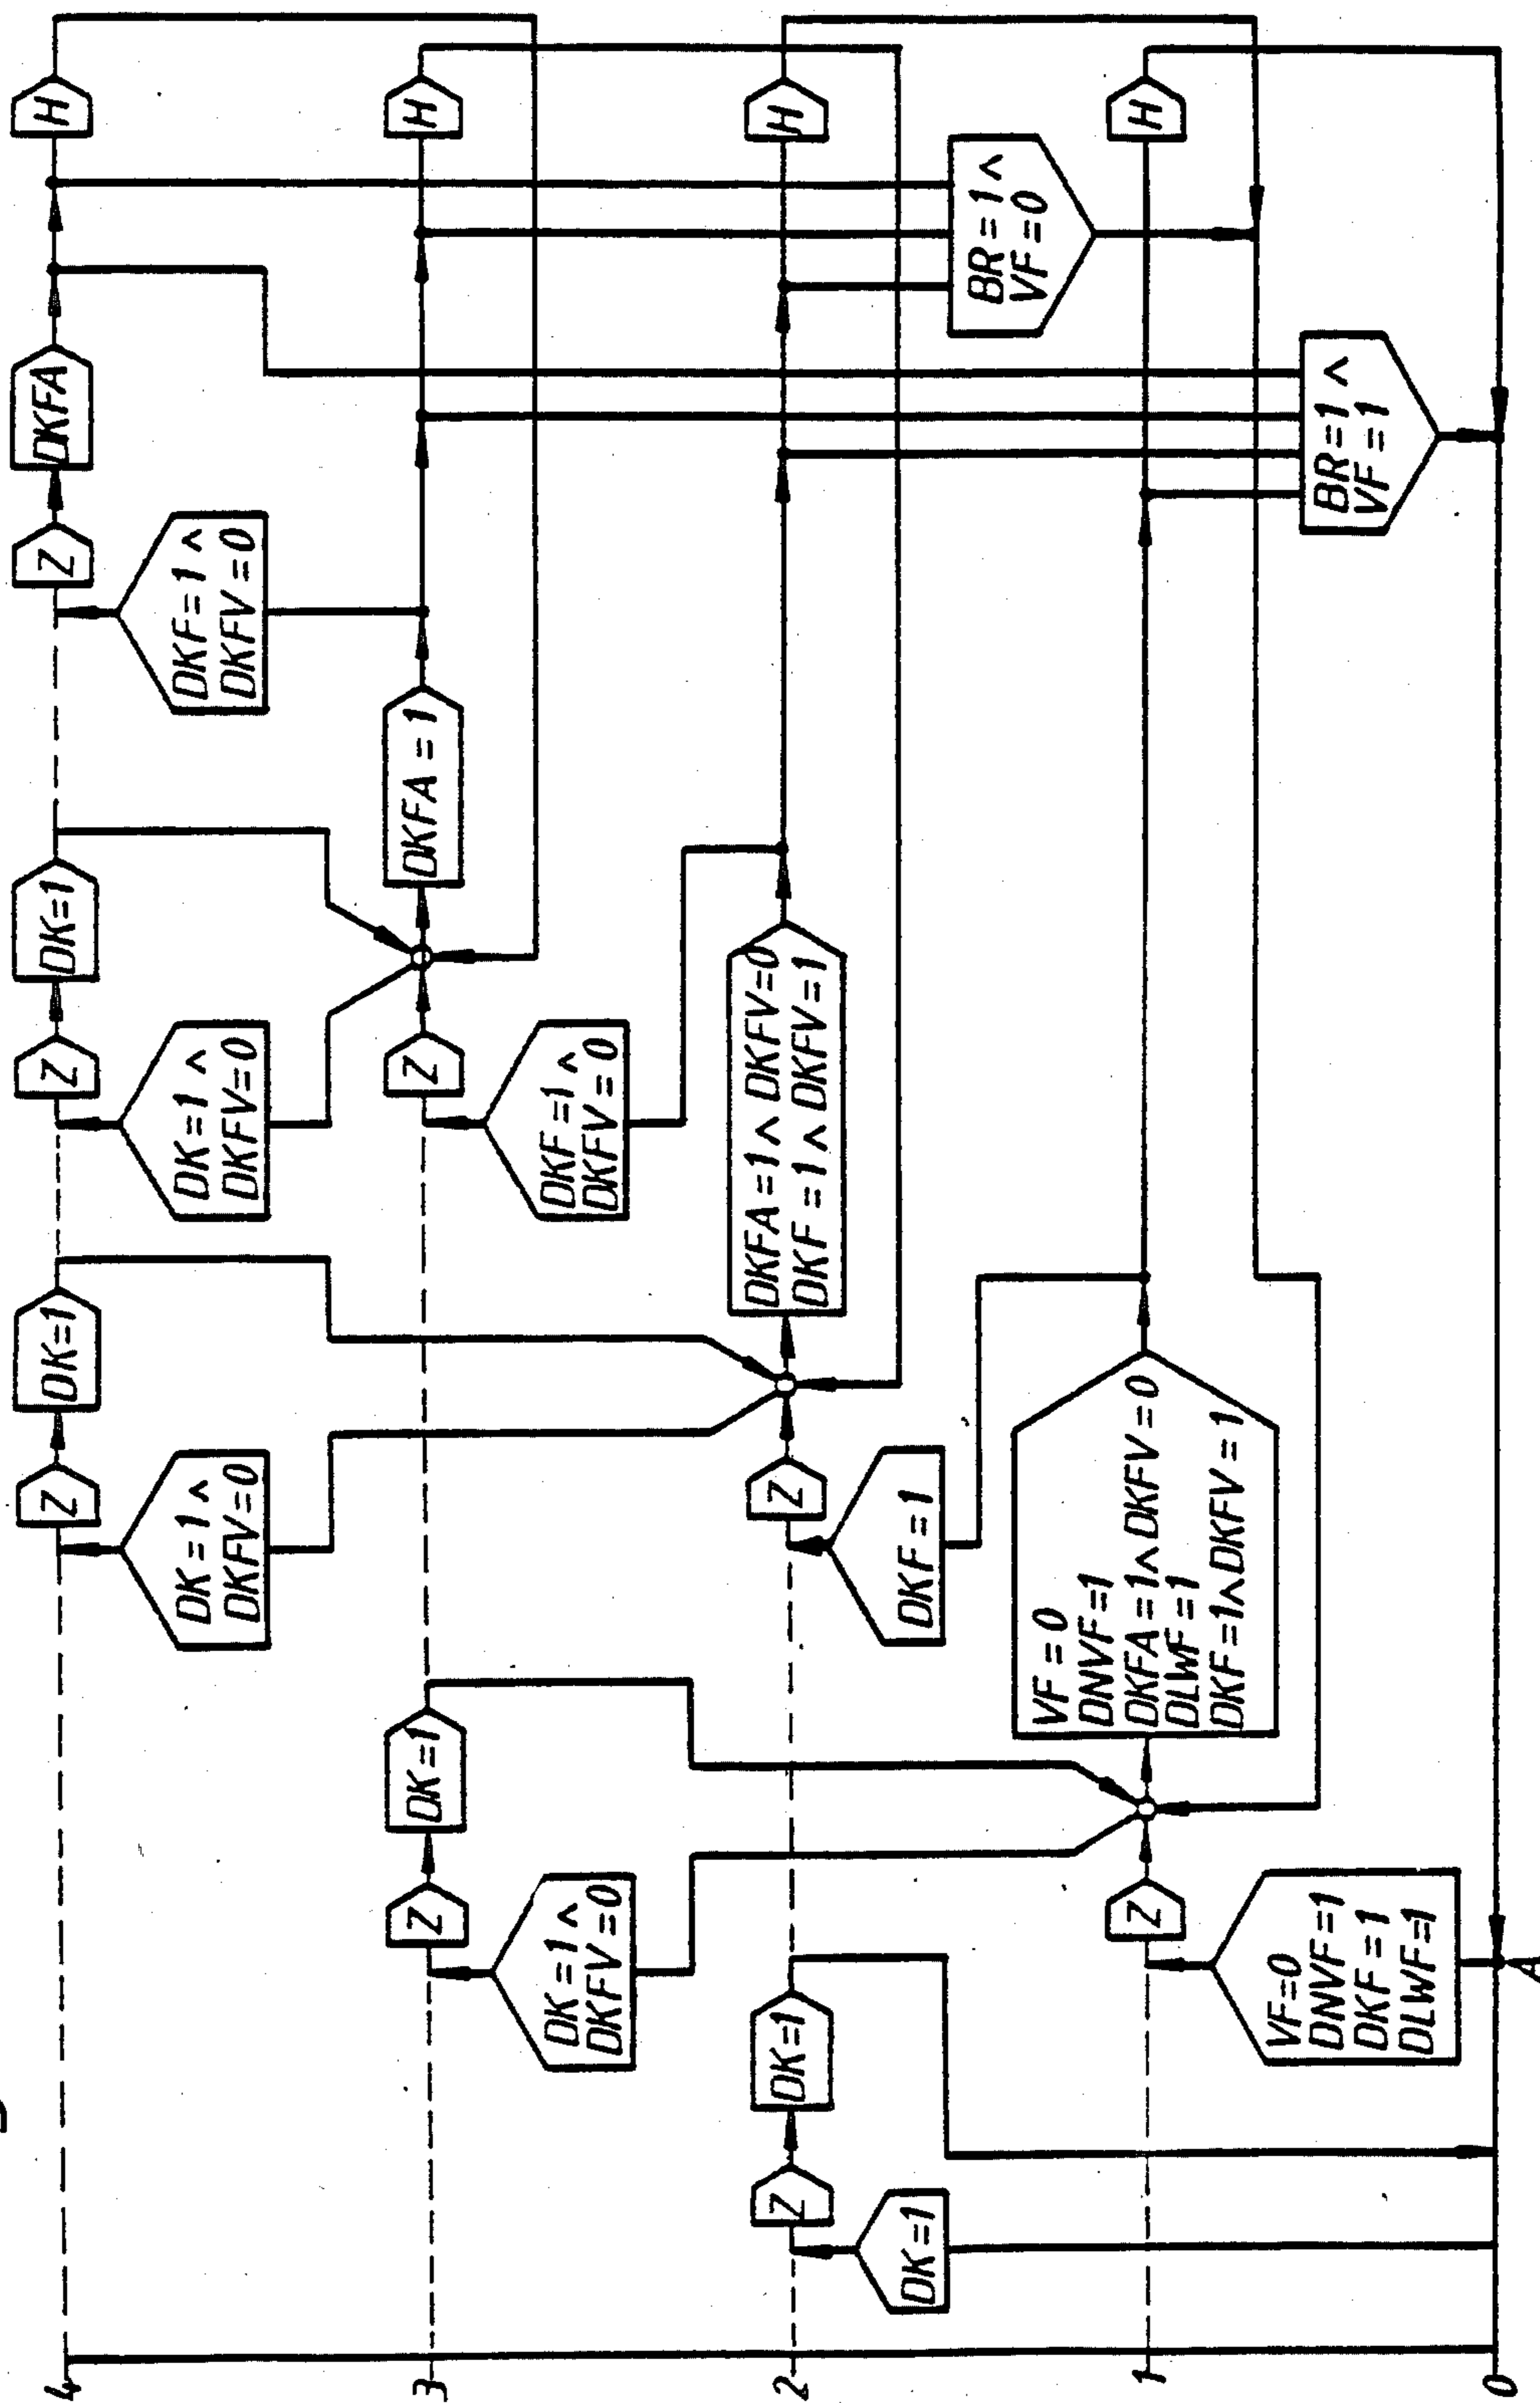 4
Z
DK=1
Z
DK=1
Z
DKFA
H
DK=1 ∧
DKFV=0
DK=1 ∧
DKFV=0
DKF=1 ∧
DKFV=0
3
Z
DK=1
Z
DKFA=1
H
DK=1 ∧
DKFV=0
DKF=1 ∧
DKFV=0
2
Z
DK=1
Z
DKFA=1∧DKFV=0
DKF=1∧DKFV=1
H
DK=1
DKF=1
BR=1 ∧
VF=0
1
Z
VF=0
DNVF=1
DKFA=1∧DKFV=0
DLWF=1
DKF=1∧DKFV=1
H
VF=0
DNVF=1
DKF=1
DLWF=1
BR=1 ∧
VF=1
0
A